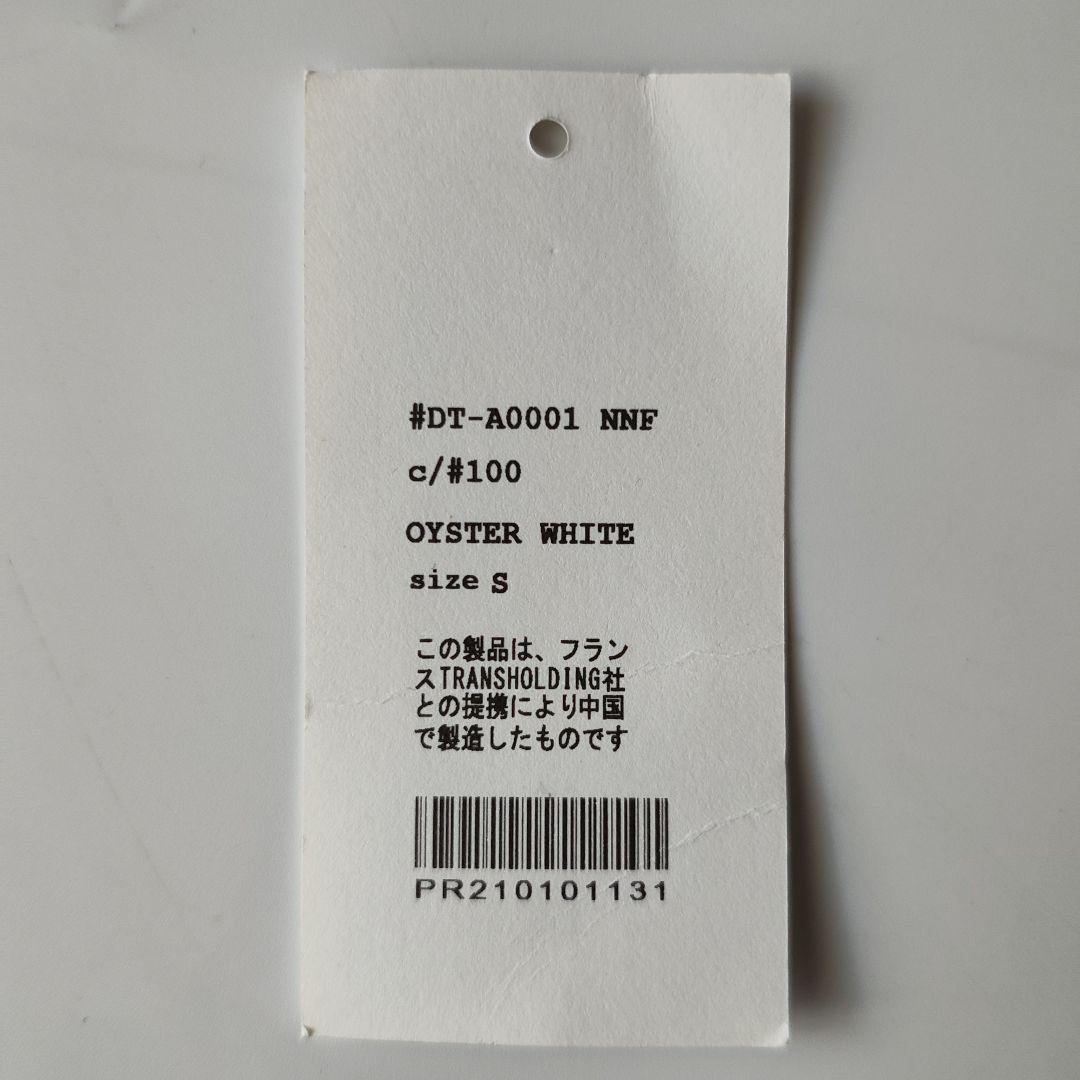 #DT-A0001 NNF
c/#100
OYSTER WHITE
size S
この製品は、フラン
スTRANSHOLDING社
との提携により中国
で製造したものです
PR210101131